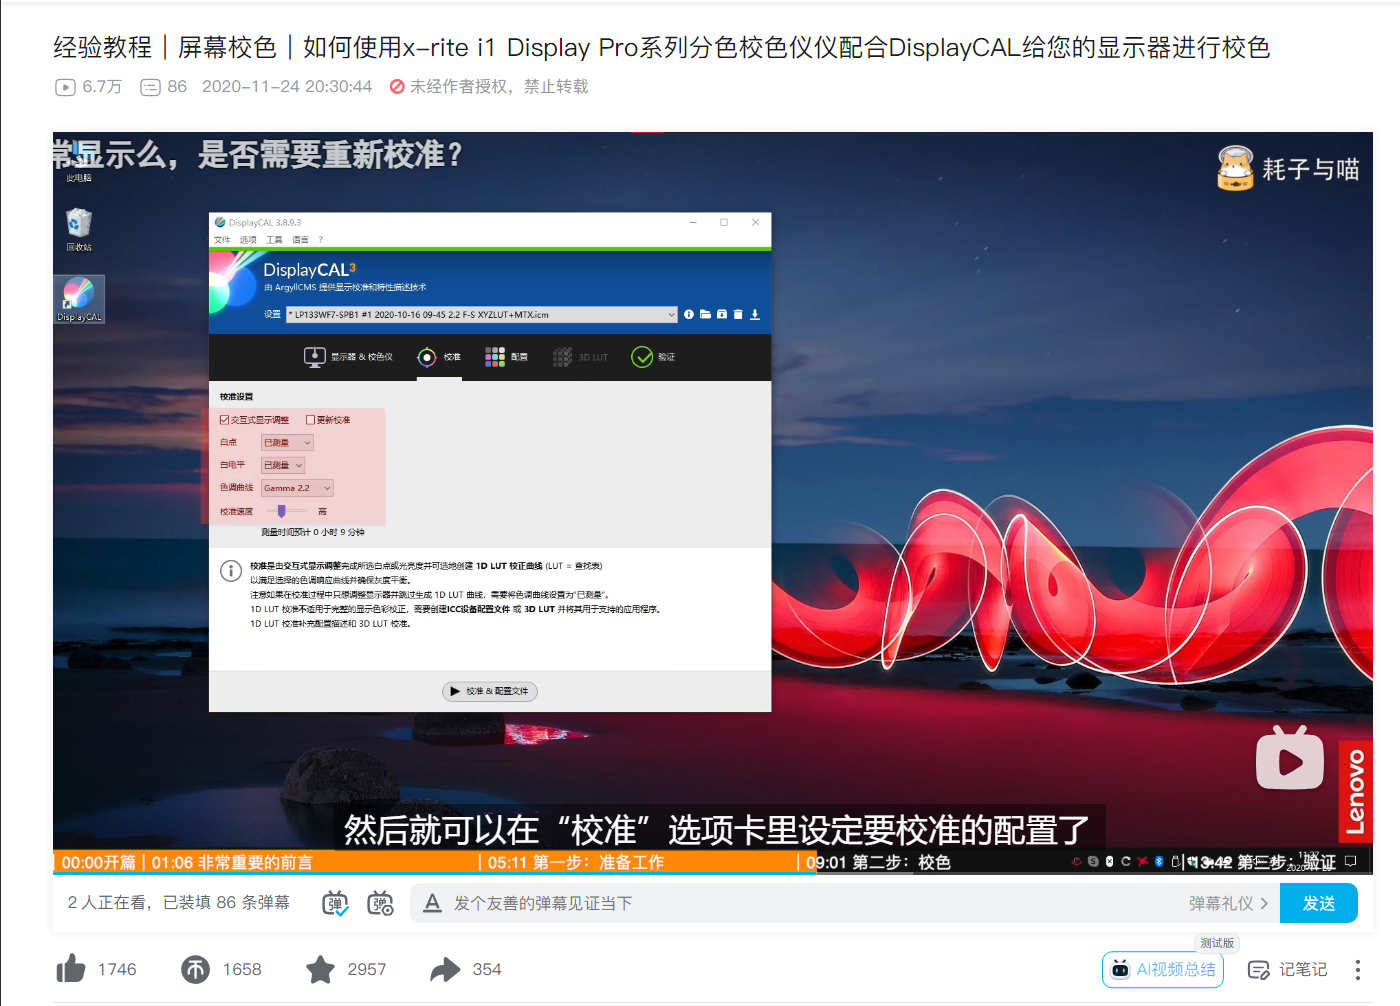 经验教程｜屏幕校色｜如何使用x-rite i1 Display Pro系列分色校色仪仪配合DisplayCAL给您的显示器进行校色
6.7万 86 2020-11-24 20:30:44 未经作者授权，禁止转载
常显示么，是否需要重新校准？
耗子与喵
此电脑
回收站
DisplayCAL
DisplayCAL 3.8.9.3
文件 选项 工具 语言 ?
DisplayCAL3
由 ArgyllCMS 提供显示校准和特性描述技术
设置 * LP133WF7-SPB1 #1 2020-10-16 09-45 2.2 F-S XYZLUT+MTX.icm
显示器 & 校色仪 校准 配置 3D LUT 验证
校准设置
交互式显示调整 更新校准
白点 已测量
白电平 已测量
色调曲线 Gamma 2.2
校准速度 高
测量时间预计 0 小时 9 分钟
校准是由交互式显示调整完成所选白点或光亮度并可选地创建 1D LUT 校正曲线 (LUT = 查找表)
以满足选择的色调响应曲线并确保灰度平衡。
注意如果在校准过程中只想调整显示器并跳过生成 1D LUT 曲线，需要将色调曲线设置为"已测量"。
1D LUT 校准不适用于完整的显示色彩校正，需要创建ICC设备配置文件 或 3D LUT 并将其用于支持的应用程序。
1D LUT 校准补充配置描述和 3D LUT 校准。
校准 & 配置文件
Lenovo
然后就可以在“校准”选项卡里设定要校准的配置了
00:00开篇 | 01:06 非常重要的前言 | 05:11 第一步：准备工作 | 09:01 第二步：校色 | 13:42 第三步：验证
2 人正在看，已装填 86 条弹幕 弹 弹 A 发个友善的弹幕见证当下 弹幕礼仪 > 发送
测试版
1746 1658 2957 354 AI视频总结 记笔记